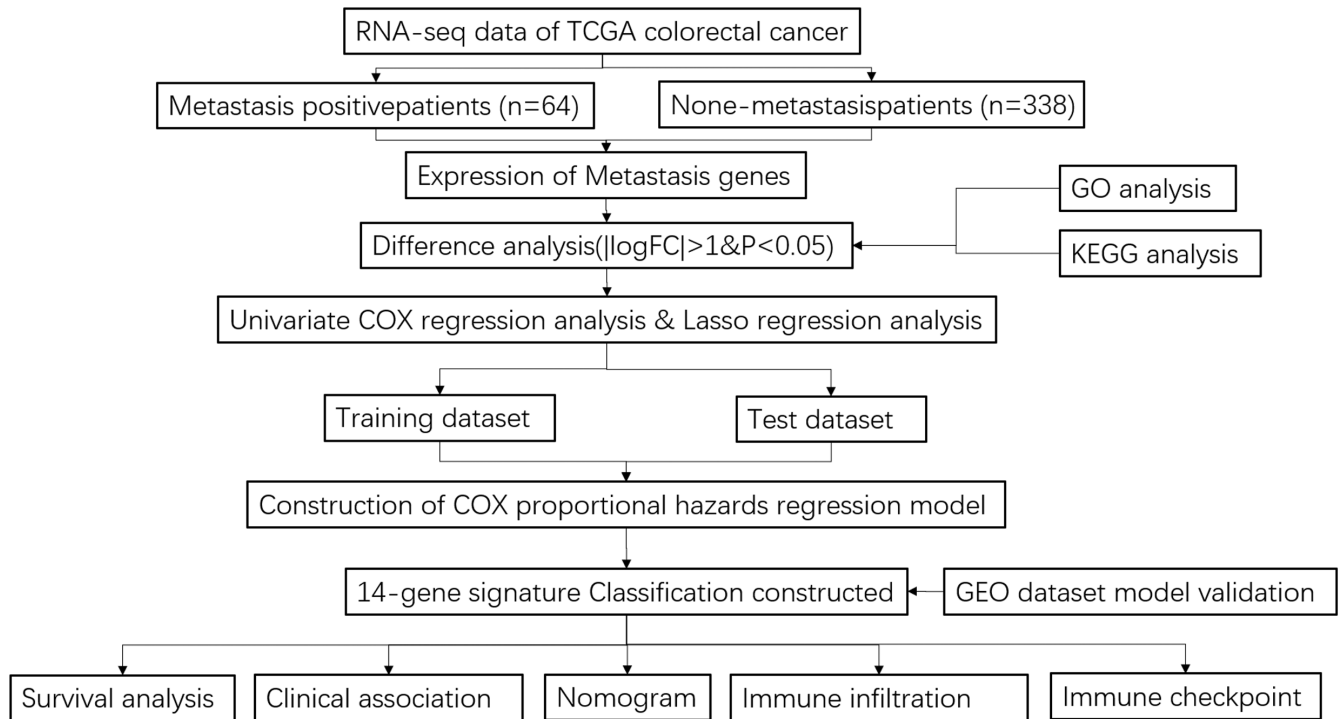 RNA-seq data of TCGA colorectal cancer
Metastasis positivepatients (n=64)
None-metastasispatients (n=338)
Expression of Metastasis genes
GO analysis
Difference analysis(|logFC|>1&P<0.05)
KEGG analysis
Univariate COX regression analysis & Lasso regression analysis
Training dataset
Test dataset
Construction of COX proportional hazards regression model
14-gene signature Classification constructed
GEO dataset model validation
Survival analysis
Clinical association
Nomogram
Immune infiltration
Immune checkpoint